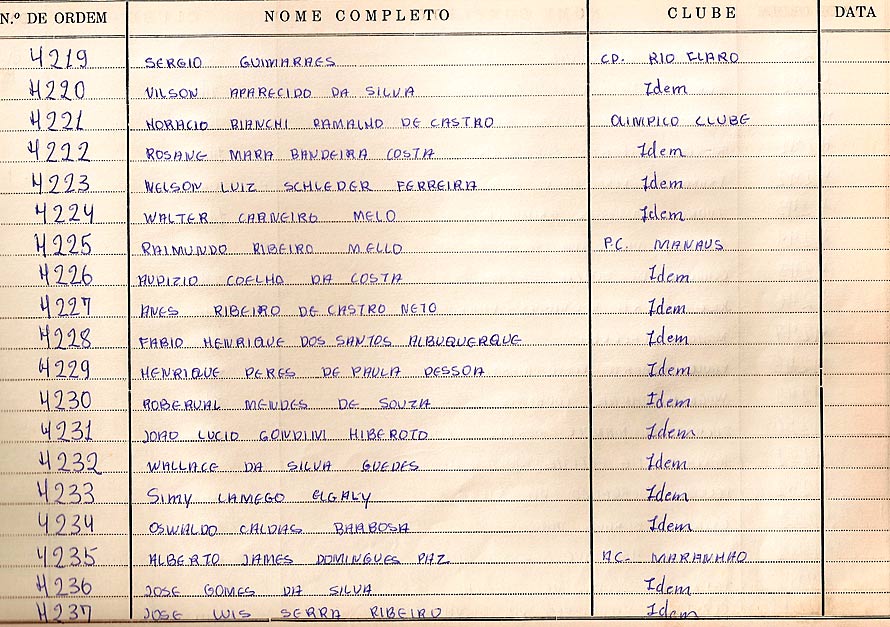 N.º DE ORDEM NOME COMPLETO CLUBE DATA
4219 SERGIO GUIMARAES CP. RIO CLARO
4220 VILSON APARECIDO DA SILVA Idem
4221 HORACIO BIANCHI RAMALHO DE CASTRO OLIMPICO CLUBE
4222 ROSANE MARA BANDEIRA COSTA Idem
4223 NELSON LUIZ SCHLEDER FERREIRA Idem
4224 WALTER CARNEIRO MELO Idem
4225 RAIMUNDO RIBEIRO MELLO P.C. MANAUS
4226 AUDIZIO COELHO DA COSTA Idem
4227 RIBEIRO DE CASTRO NETO Idem
4228 FABIO HENRIQUE DOS SANTOS ALBUQUERQUE Idem
4229 HENRIQUE PERES DE PAULA PESSOA Idem
4230 ROBERVAL MENDES DE SOUZA Idem
4231 JOAO LUCIO GONDINI HIBEROTO Idem
4232 WALLACE DA SILVA GUEDES Idem
4233 SIMY LAMEGO ELGALY Idem
4234 OSWALDO CALDAS BARBOSA Idem
4235 ALBERTO JAMES DOMINGUES PAZ AC. MARANHAO
4236 JOSE GOMES DA SILVA Idem
4237 JOSE LUIS SERRA RIBEIRO Idem